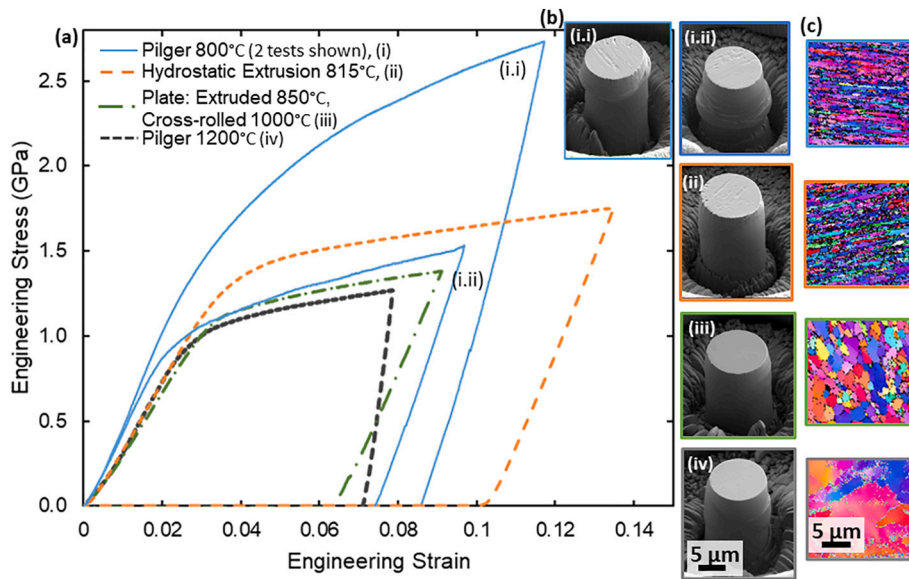 (a)
Pilger 800°C (2 tests shown), (i)
Hydrostatic Extrusion 815°C, (ii)
Plate: Extruded 850°C,
Cross-rolled 1000°C (iii)
Pilger 1200°C (iv)
(i.i)
(i.ii)
Engineering Stress (GPa)
2.5
2.0
1.5
1.0
0.5
0.0
0 0.02 0.04 0.06 0.08 0.1 0.12 0.14
Engineering Strain
(b)
(i.i)
(i.ii)
(ii)
(iii)
(iv)
5 μm
(c)
5 μm